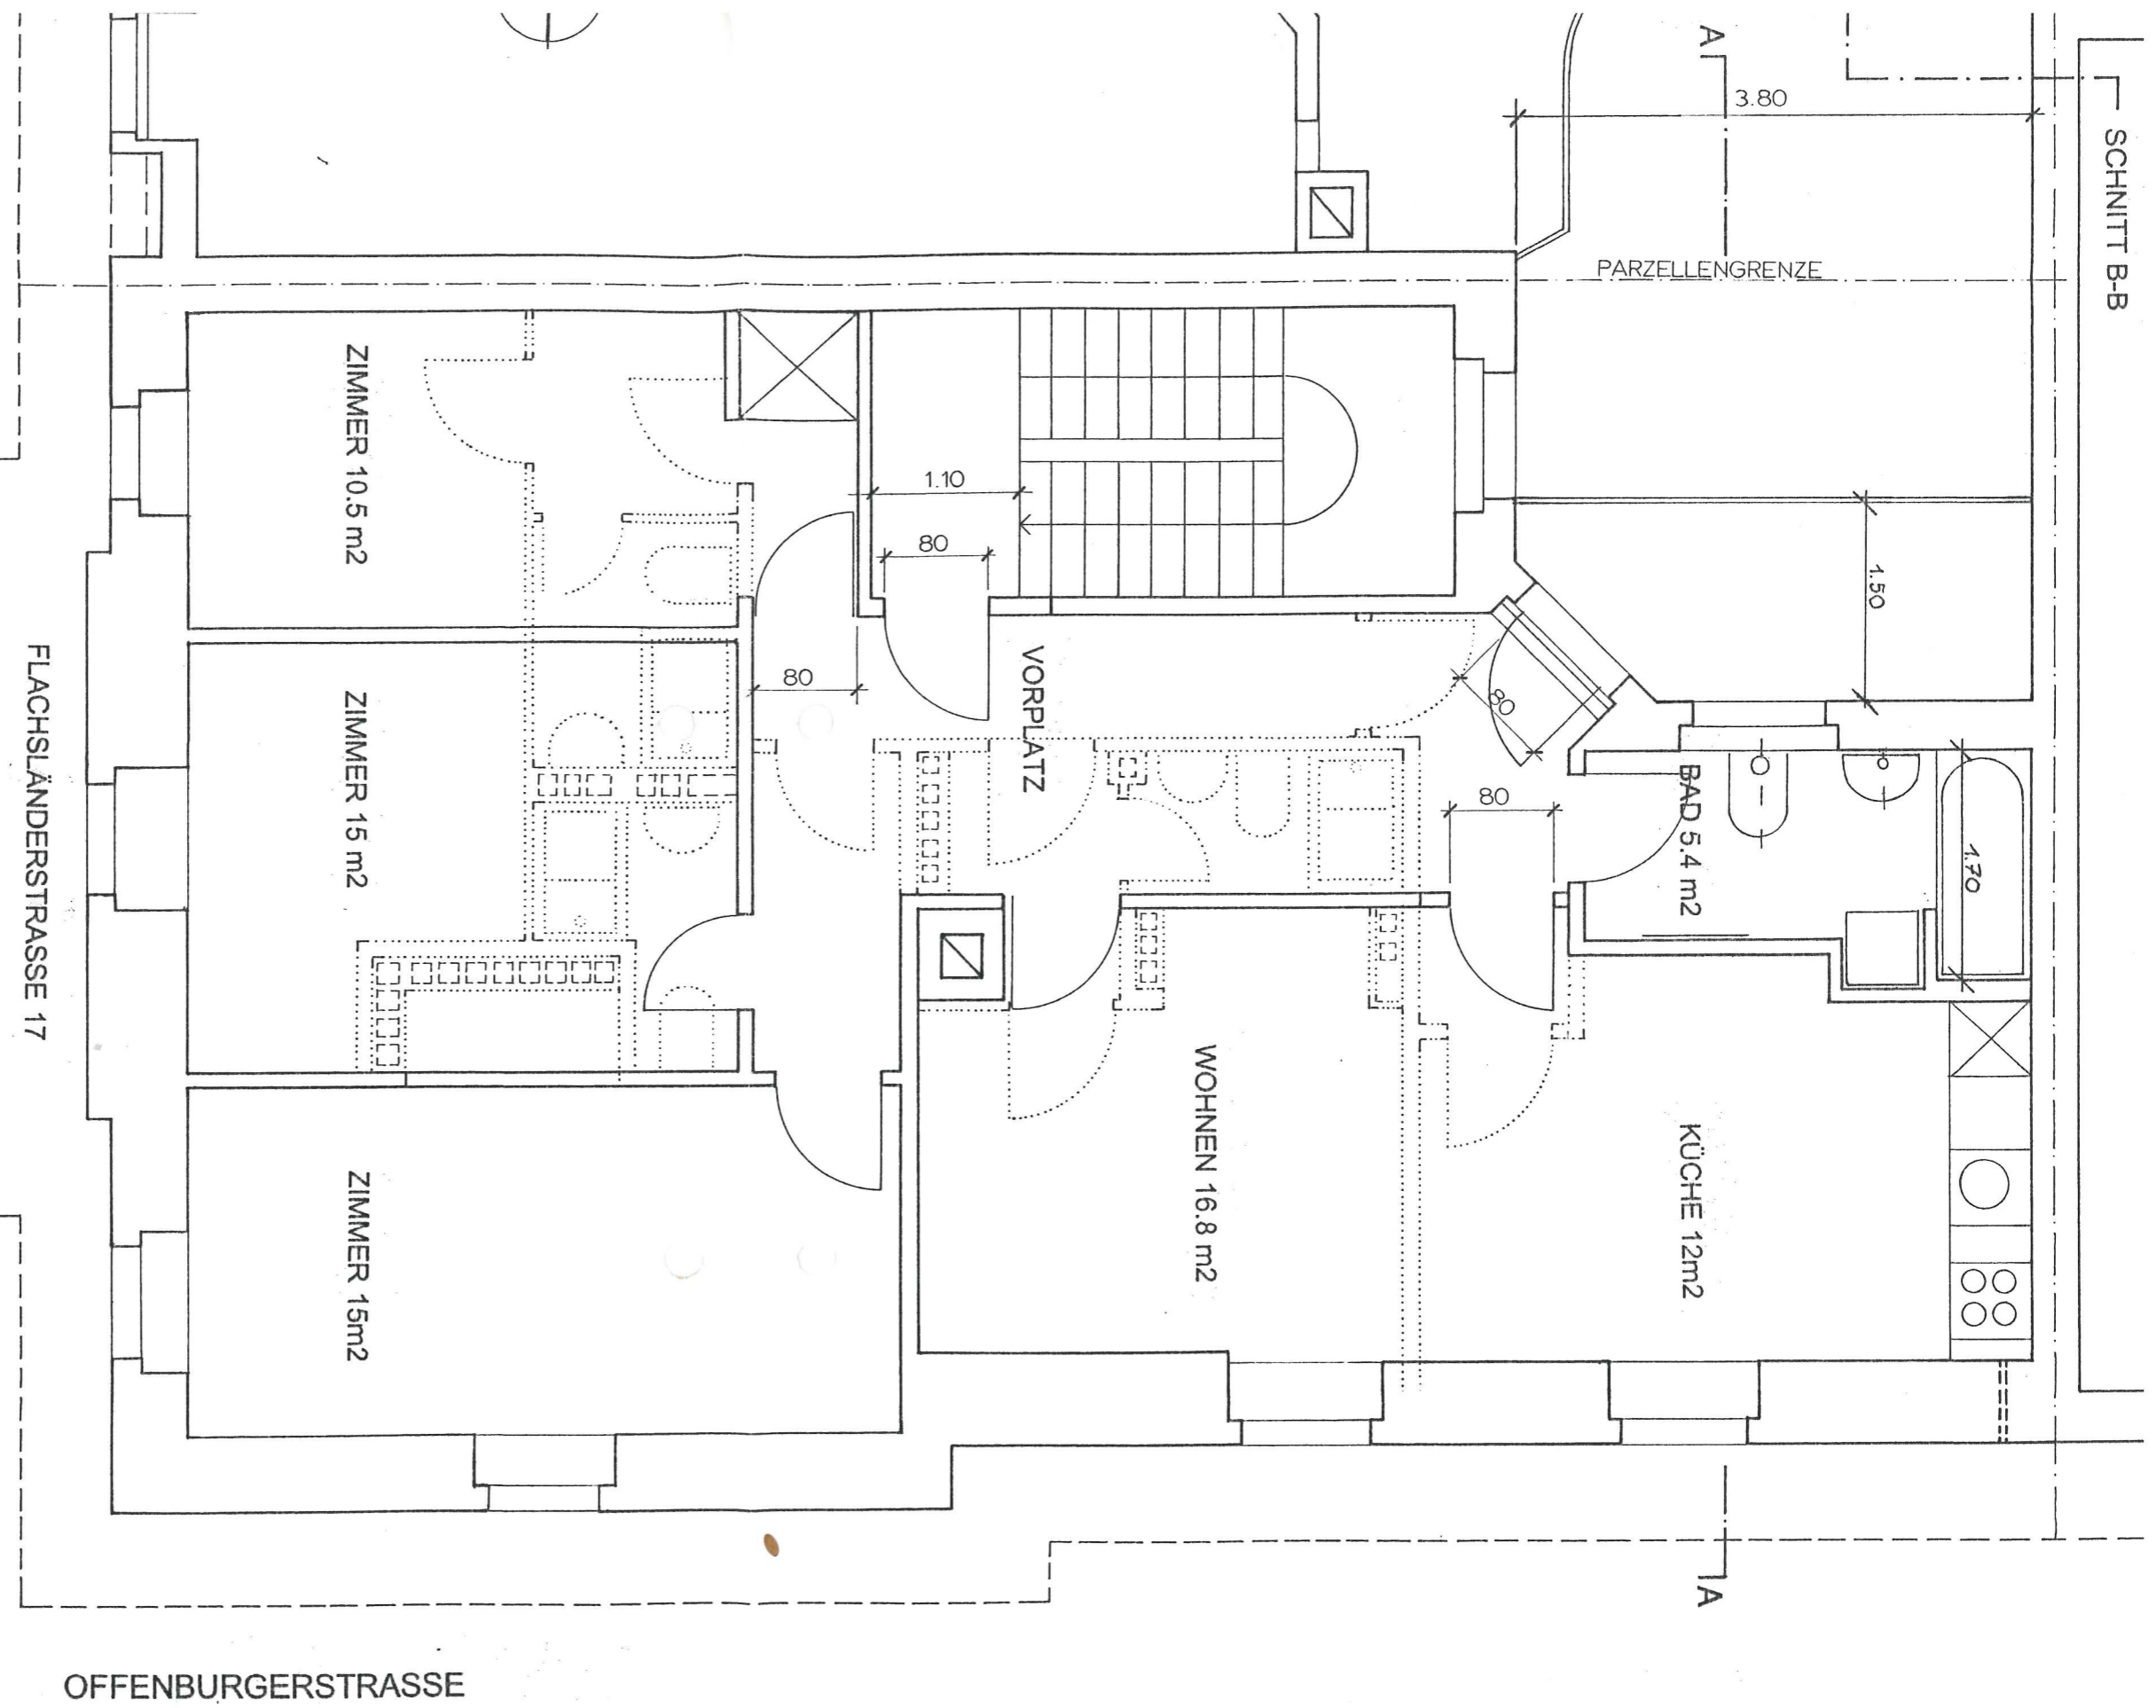 A
3.80
SCHNITT B-B
PARZELLENGRENZE
ZIMMER 10.5 m2
1.10
80
1.50
80
80
VORPLATZ
80
BAD 5.4 m2
1.70
FLACHSLÄNDERSTRASSE 17
ZIMMER 15 m2
WOHNEN 16.8 m2
KÜCHE 12m2
ZIMMER 15m2
A
OFFENBURGERSTRASSE